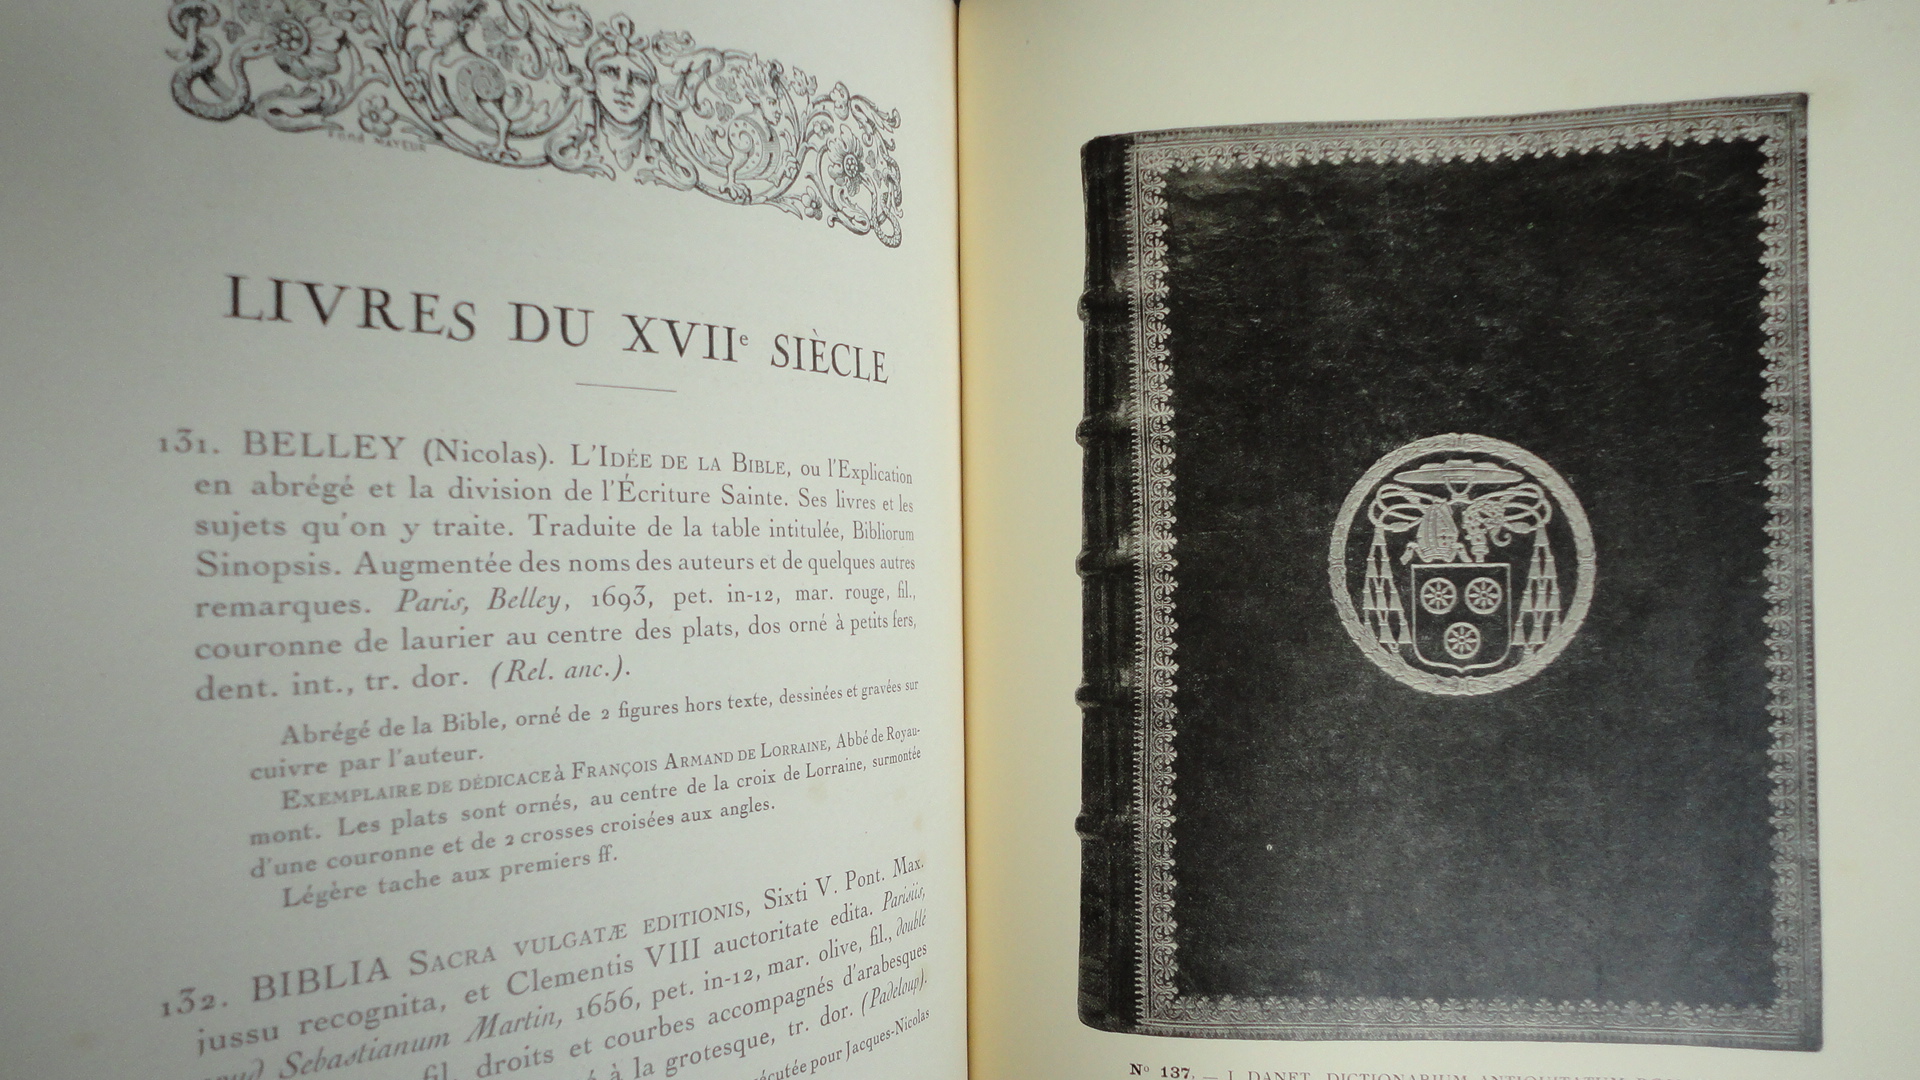 MAYEUR
LIVRES DU XVIIe SIÈCLE
131. BELLEY (Nicolas). L'IDÉE DE LA BIBLE, ou l'Explication
en abrégé et la division de l'Écriture Sainte. Ses livres et les
sujets qu'on y traite. Traduite de la table intitulée, Bibliorum
Sinopsis. Augmentée des noms des auteurs et de quelques autres
remarques. Paris, Belley, 1693, pet. in-12, mar. rouge, fil.,
couronne de laurier au centre des plats, dos orné à petits fers,
dent. int., tr. dor. (Rel. anc.).
Abrégé de la Bible, orné de 2 figures hors texte, dessinées et gravées sur
cuivre par l'auteur.
EXEMPLAIRE DE DÉDICACE à FRANÇOIS ARMAND DE LORRAINE, Abbé de Royau-
mont. Les plats sont ornés, au centre de la croix de Lorraine, surmontée
d'une couronne et de 2 crosses croisées aux angles.
Légère tache aux premiers ff.
132. BIBLIA SACRA VULGATÆ EDITIONIS, Sixti V. Pont. Max.
jussu recognita, et Clementis VIII auctoritate edita. Parisiis,
apud Sebastianum Martin, 1656, pet. in-12, mar. olive, fil., doublé
fil. droits et courbes accompagnés d'arabesques
à la grotesque, tr. dor. (Padeloup).
pour Jacques-Nicolas
No 137. — J. DANET. DICTIONARIUM ANTIQUITATUM